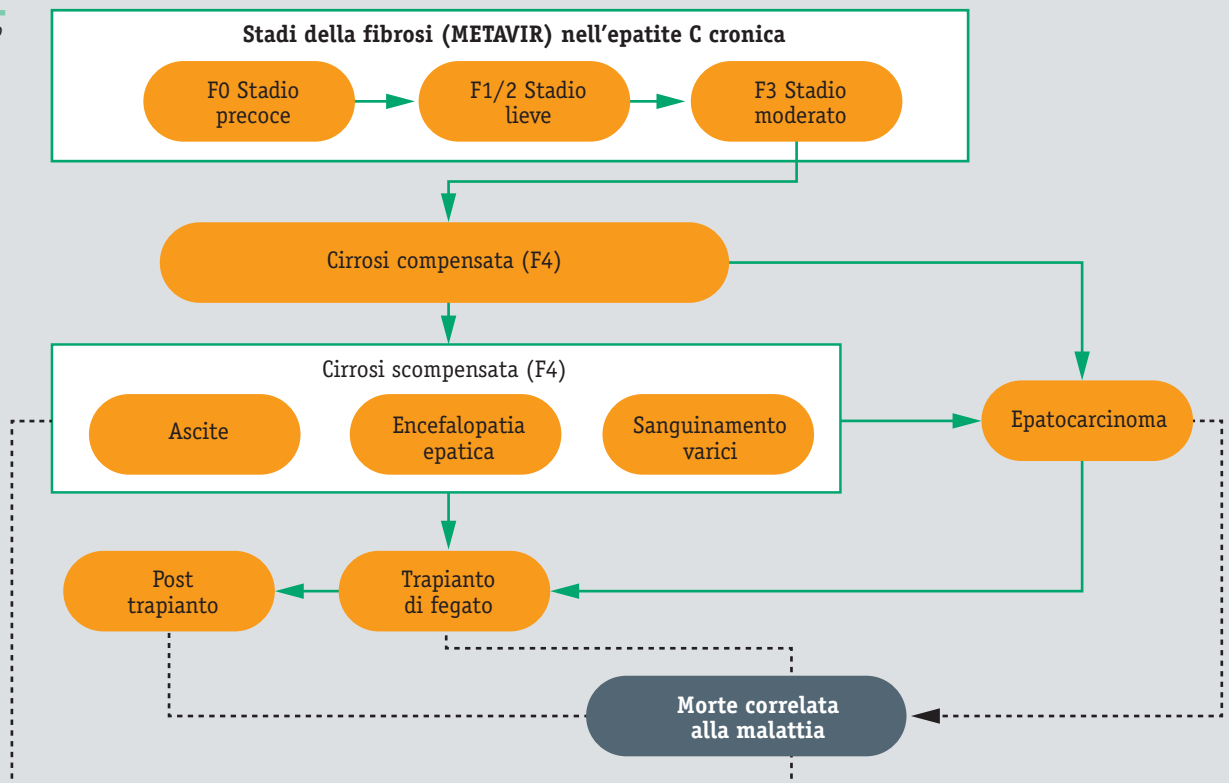 Stadi della fibrosi (METAVIR) nell'epatite C cronica
F0 Stadio
precoce
F1/2 Stadio
lieve
F3 Stadio
moderato
Cirrosi compensata (F4)
Cirrosi scompensata (F4)
Ascite
Encefalopatia
epatica
Sanguinamento
varici
Epatocarcinoma
Post
trapianto
Trapianto
di fegato
Morte correlata
alla malattia